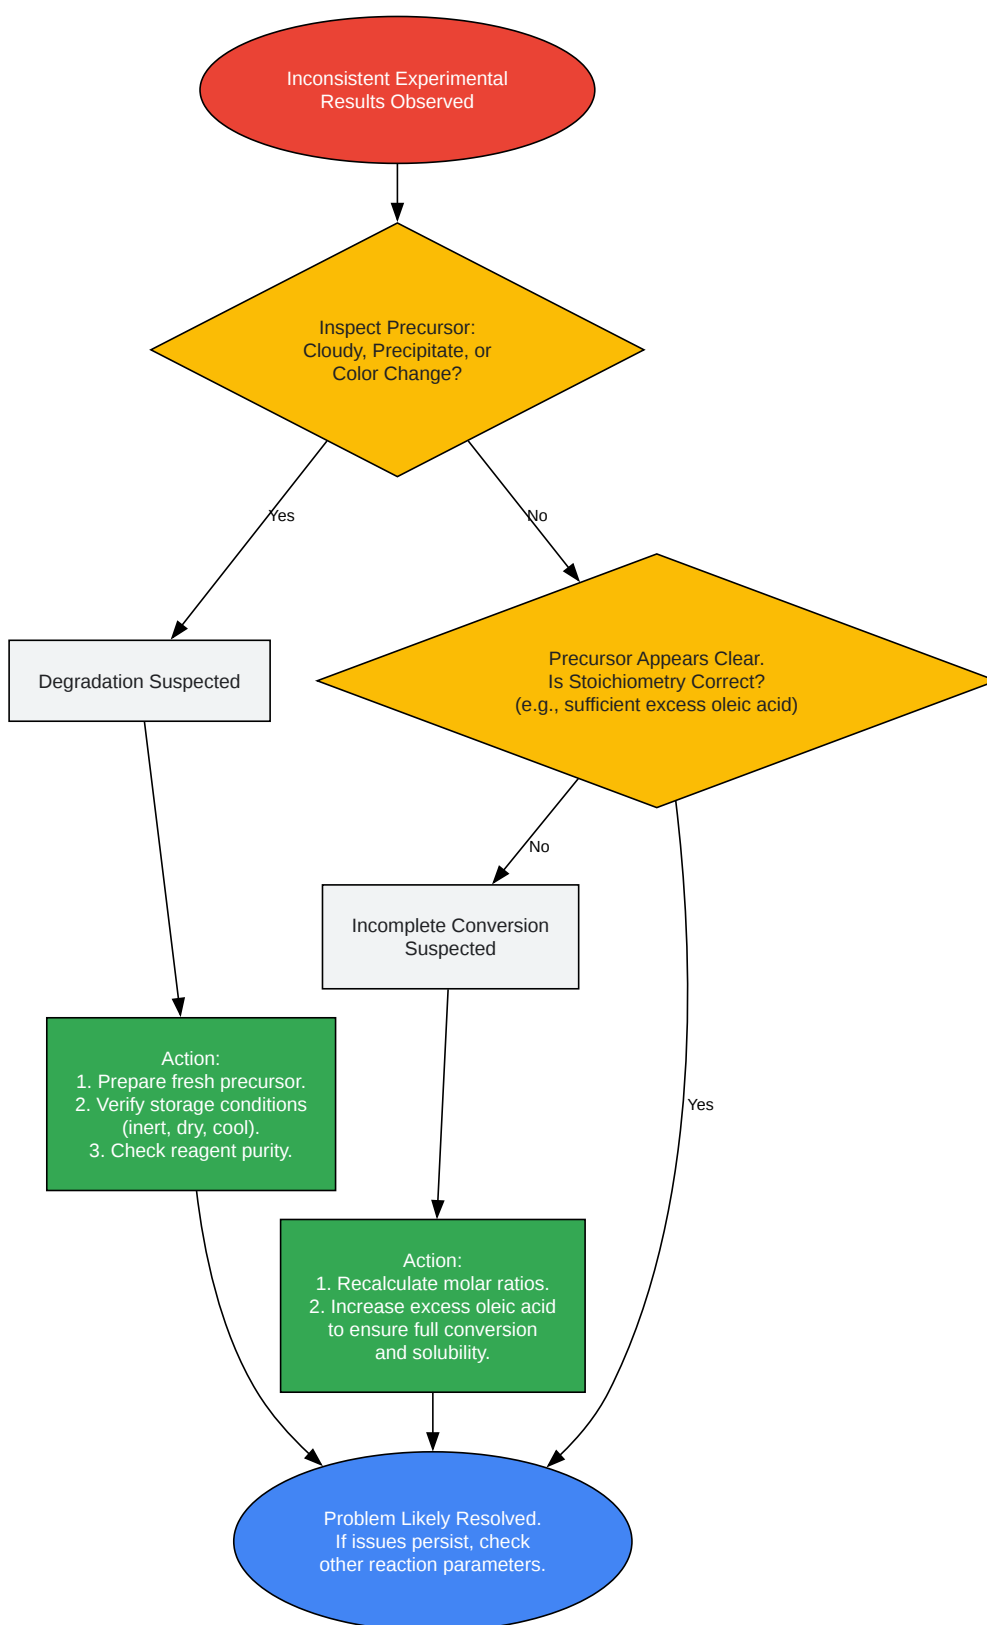 Inconsistent Experimental
Results Observed
Inspect Precursor:
Cloudy, Precipitate, or
Color Change?
Yes
No
Degradation Suspected
Precursor Appears Clear.
Is Stoichiometry Correct?
(e.g., sufficient excess oleic acid)
No
Incomplete Conversion
Suspected
Action:
1. Prepare fresh precursor.
2. Verify storage conditions
(inert, dry, cool).
3. Check reagent purity.
Yes
Action:
1. Recalculate molar ratios.
2. Increase excess oleic acid
to ensure full conversion
and solubility.
Problem Likely Resolved.
If issues persist, check
other reaction parameters.